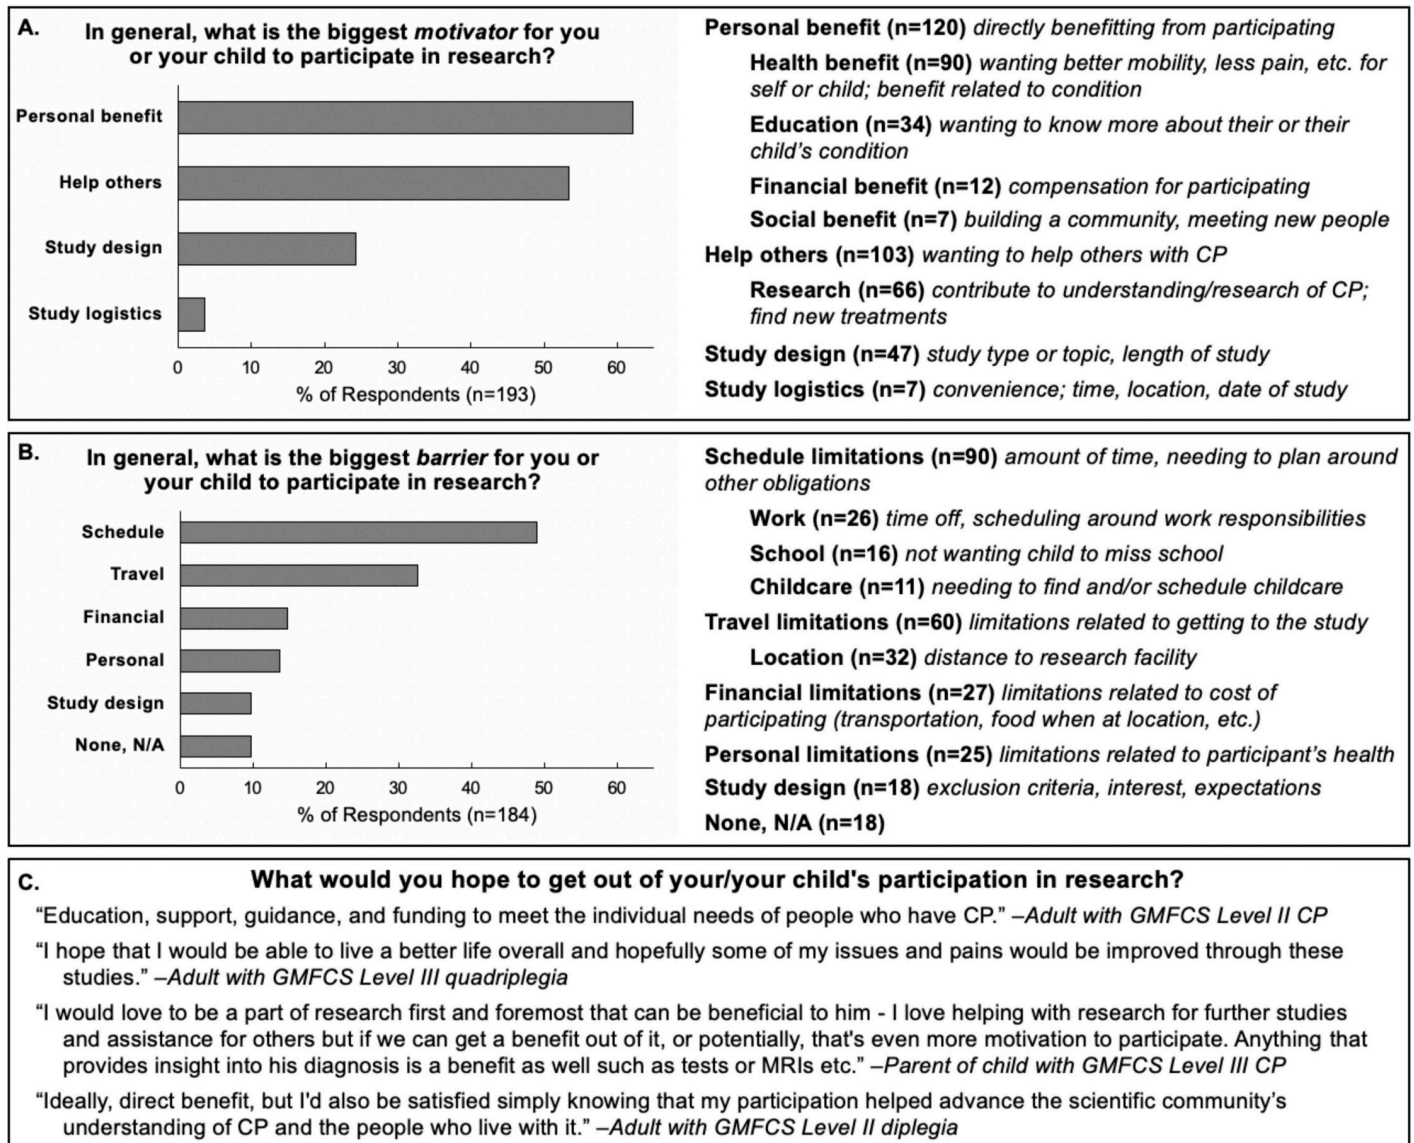 A.
In general, what is the biggest motivator for you
or your child to participate in research?
Personal benefit
Help others
Study design
Study logistics
0 10 20 30 40 50 60
% of Respondents (n=193)
Personal benefit (n=120) directly benefitting from participating
Health benefit (n=90) wanting better mobility, less pain, etc. for
self or child; benefit related to condition
Education (n=34) wanting to know more about their or their
child’s condition
Financial benefit (n=12) compensation for participating
Social benefit (n=7) building a community, meeting new people
Help others (n=103) wanting to help others with CP
Research (n=66) contribute to understanding/research of CP;
find new treatments
Study design (n=47) study type or topic, length of study
Study logistics (n=7) convenience; time, location, date of study
B.
In general, what is the biggest barrier for you or
your child to participate in research?
Schedule
Travel
Financial
Personal
Study design
None, N/A
0 10 20 30 40 50 60
% of Respondents (n=184)
Schedule limitations (n=90) amount of time, needing to plan around
other obligations
Work (n=26) time off, scheduling around work responsibilities
School (n=16) not wanting child to miss school
Childcare (n=11) needing to find and/or schedule childcare
Travel limitations (n=60) limitations related to getting to the study
Location (n=32) distance to research facility
Financial limitations (n=27) limitations related to cost of
participating (transportation, food when at location, etc.)
Personal limitations (n=25) limitations related to participant’s health
Study design (n=18) exclusion criteria, interest, expectations
None, N/A (n=18)
C.
What would you hope to get out of your/your child's participation in research?
“Education, support, guidance, and funding to meet the individual needs of people who have CP.” –Adult with GMFCS Level II CP
“I hope that I would be able to live a better life overall and hopefully some of my issues and pains would be improved through these
studies.” –Adult with GMFCS Level III quadriplegia
“I would love to be a part of research first and foremost that can be beneficial to him - I love helping with research for further studies
and assistance for others but if we can get a benefit out of it, or potentially, that's even more motivation to participate. Anything that
provides insight into his diagnosis is a benefit as well such as tests or MRIs etc.” –Parent of child with GMFCS Level III CP
“Ideally, direct benefit, but I'd also be satisfied simply knowing that my participation helped advance the scientific community’s
understanding of CP and the people who live with it.” –Adult with GMFCS Level II diplegia